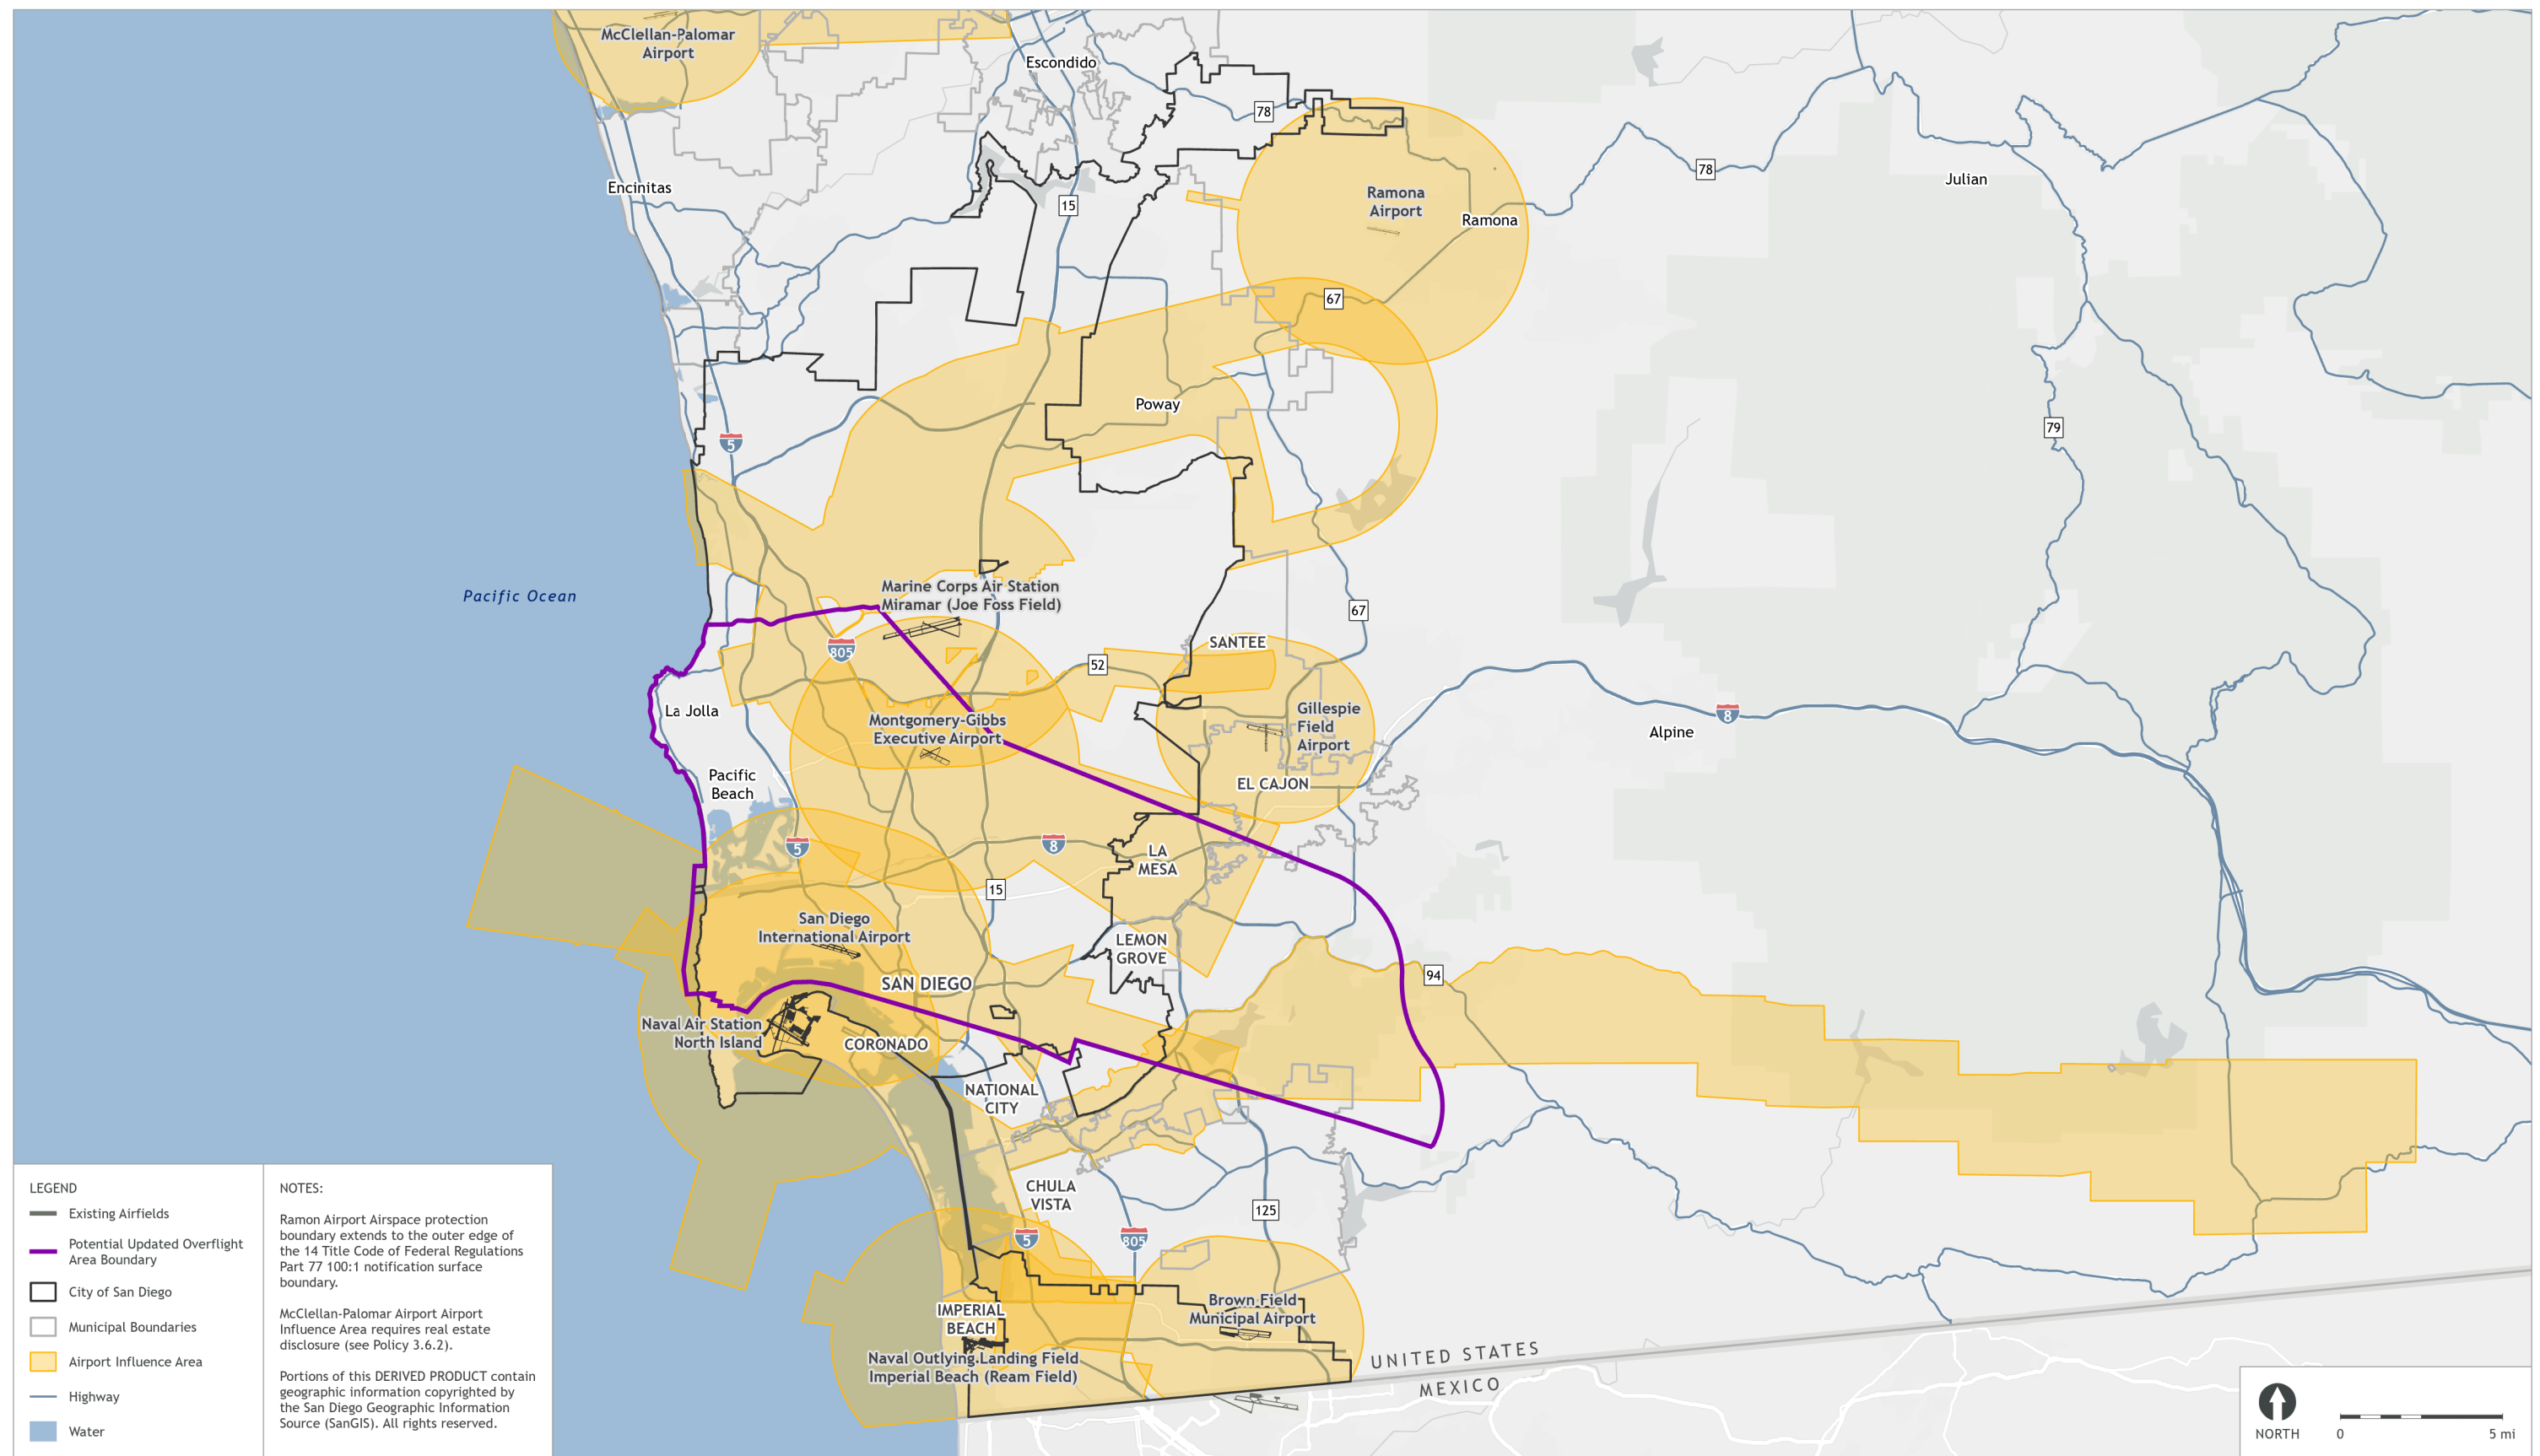 McClellan-Palomar
Airport
Escondido
78
Encinitas
15
Ramona
Airport
Ramona
78
Julian
67
Poway
5
79
Pacific Ocean
Marine Corps Air Station
Miramar (Joe Foss Field)
67
805
52
SANTEE
La Jolla
Montgomery-Gibbs
Executive Airport
Gillespie
Field
Airport
8
Alpine
Pacific
Beach
EL CAJON
5
8
LA
MESA
15
San Diego
International Airport
LEMON
GROVE
94
SAN DIEGO
Naval Air Station
North Island
CORONADO
NATIONAL
CITY
CHULA
VISTA
125
5
805
IMPERIAL
BEACH
Brown Field
Municipal Airport
Naval Outlying Landing Field
Imperial Beach (Ream Field)
UNITED STATES
MEXICO
LEGEND
Existing Airfields
Potential Updated Overflight
Area Boundary
City of San Diego
Municipal Boundaries
Airport Influence Area
Highway
Water
NOTES:
Ramon Airport Airspace protection
boundary extends to the outer edge of
the 14 Title Code of Federal Regulations
Part 77 100:1 notification surface
boundary.
McClellan-Palomar Airport Airport
Influence Area requires real estate
disclosure (see Policy 3.6.2).
Portions of this DERIVED PRODUCT contain
geographic information copyrighted by
the San Diego Geographic Information
Source (SanGIS). All rights reserved.
NORTH
0
5 mi